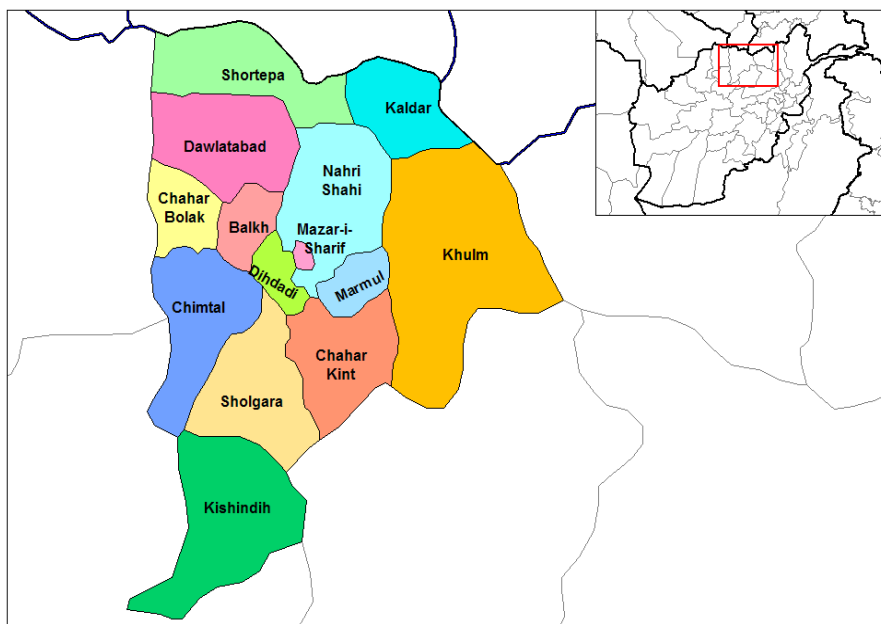 Shortepa
Kaldar
Dawlatabad
Nahri
Shahi
Chahar
Bolak
Balkh
Mazar-i-
Sharif
Khulm
Dihdadi
Marmul
Chimtal
Chahar
Kint
Sholgara
Kishindih